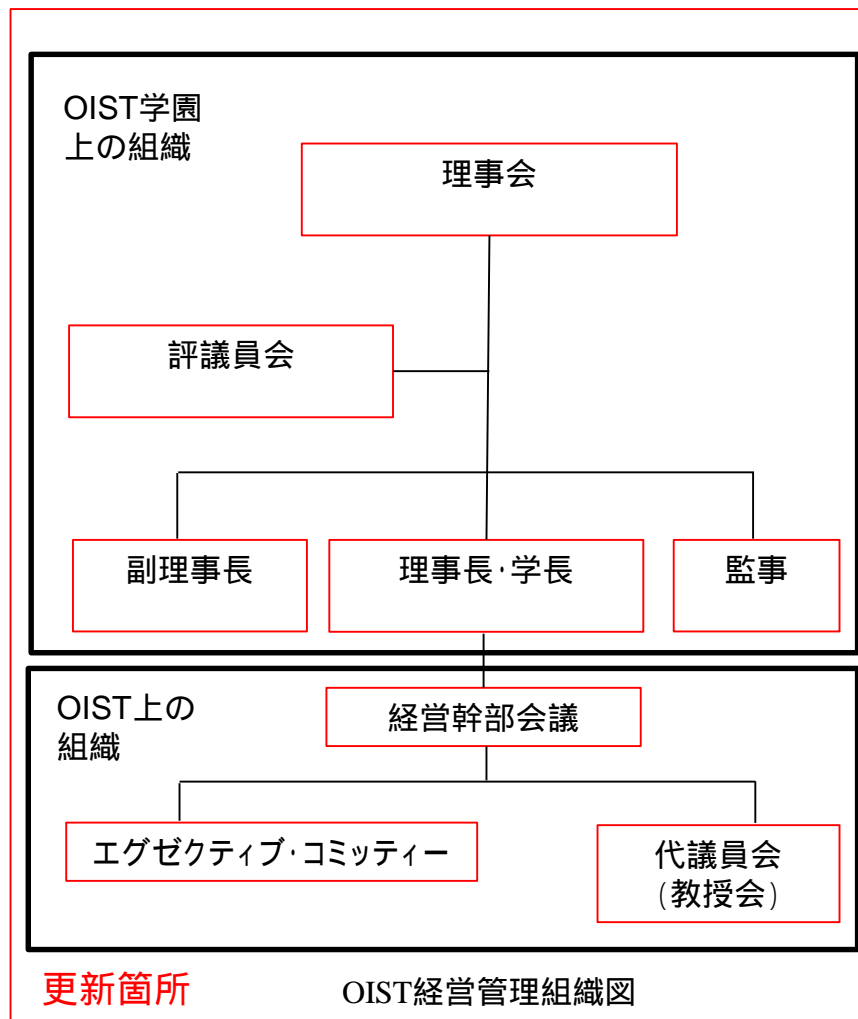 OIST学園
上の組織
理事会
評議員会
副理事長
理事長・学長
監事
OIST上の
組織
経営幹部会議
エグゼクティブ・コミッティー
代議員会
(教授会)
更新箇所
OIST経営管理組織図